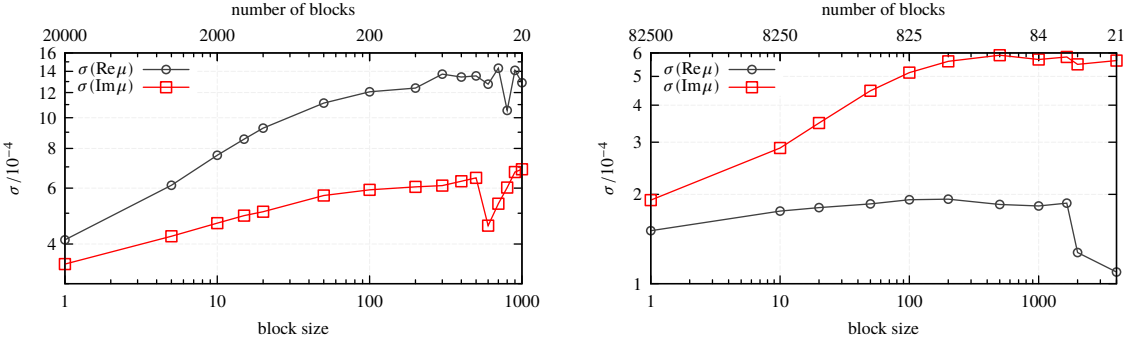 number of blocks
20000 2000 200 20
16
14
12
10
8
6
4
σ/10⁻⁴
σ(Reμ)
σ(Imμ)
1 10 100 1000
block size
number of blocks
82500 8250 825 84 21
6
5
4
3
2
1
σ/10⁻⁴
σ(Reμ)
σ(Imμ)
1 10 100 1000
block size